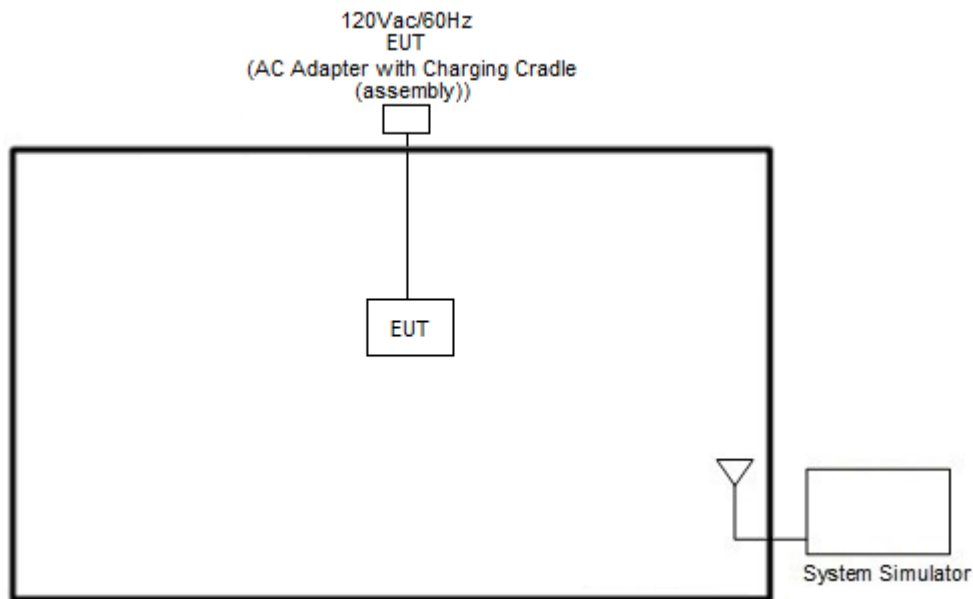 120Vac/60Hz
EUT
(AC Adapter with Charging Cradle
(assembly))
EUT
System Simulator